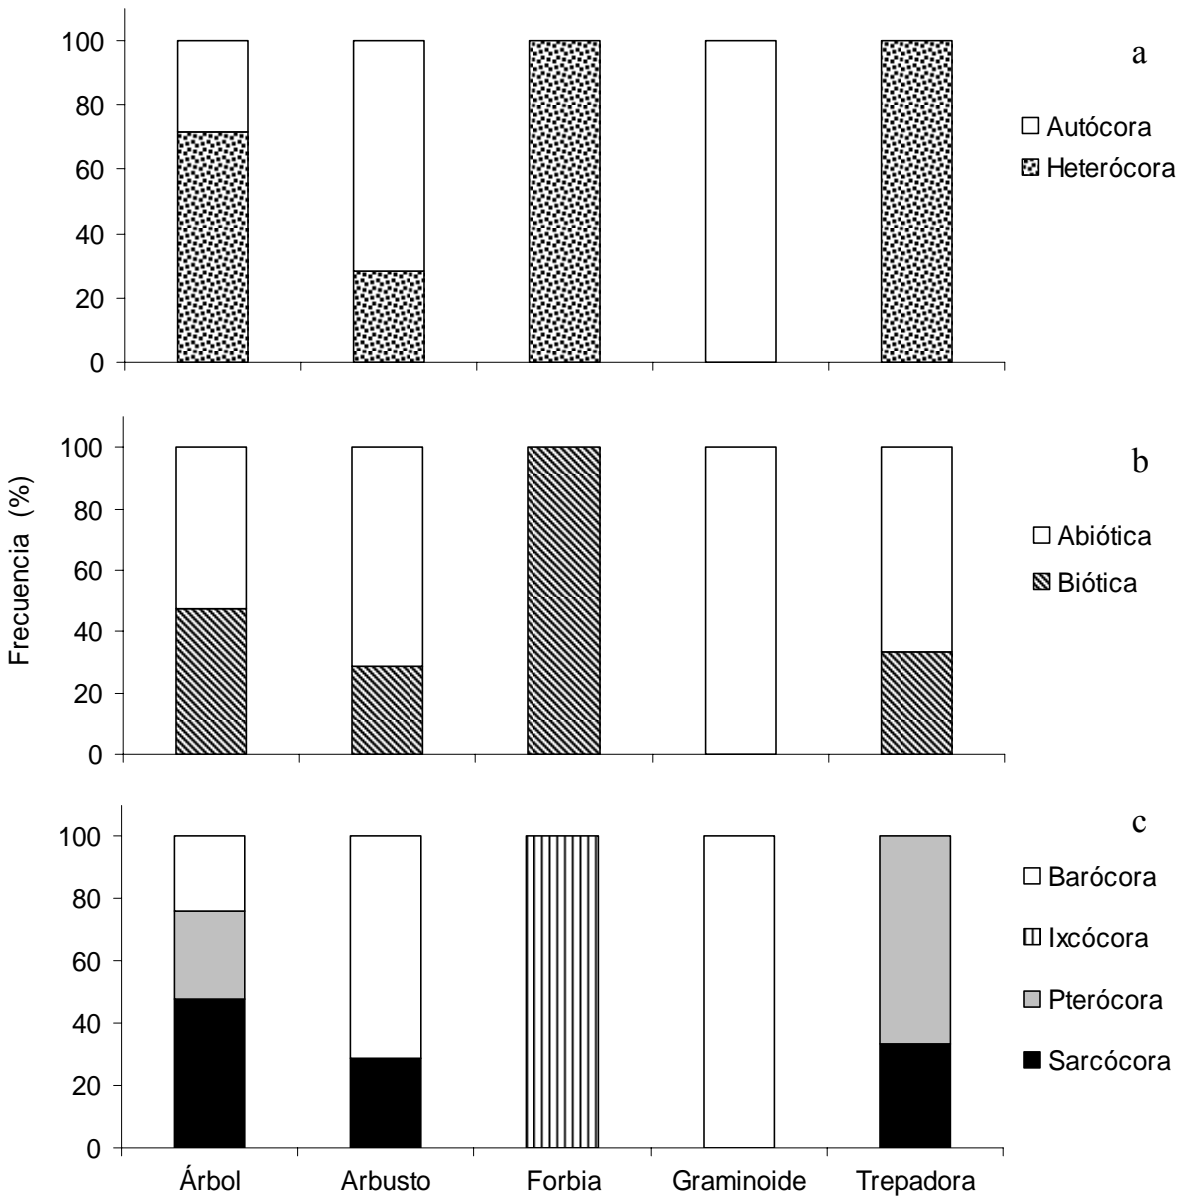 a
100
80
60
40
20
0
Autócora
Heterócora
b
100
80
60
40
20
0
Abiótica
Biótica
Frecuencia (%)
c
100
80
60
40
20
0
Barócora
Ixcócora
Pterócora
Sarcócora
Árbol Arbusto Forbia Graminoide Trepadora